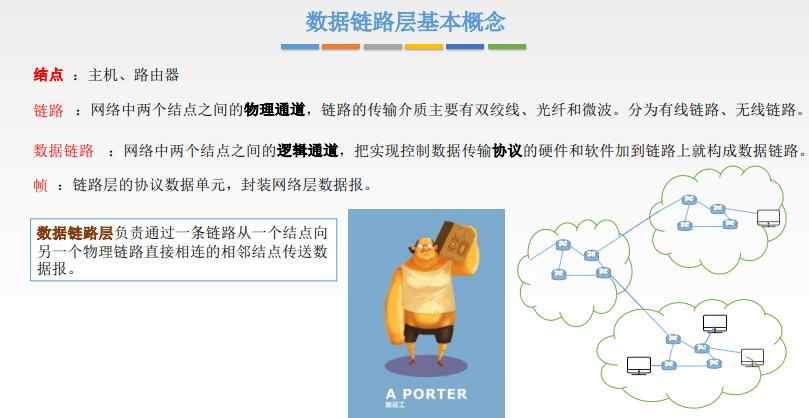 数据链路层基本概念
结点 ：主机、路由器
链路 ：网络中两个结点之间的物理通道，链路的传输介质主要有双绞线、光纤和微波。分为有线链路、无线链路。
数据链路 ：网络中两个结点之间的逻辑通道，把实现控制数据传输协议的硬件和软件加到链路上就构成数据链路。
帧 ：链路层的协议数据单元，封装网络层数据报。
数据链路层负责通过一条链路从一个结点向
另一个物理链路直接相连的相邻结点传送数
据报。
A PORTER
搬运工